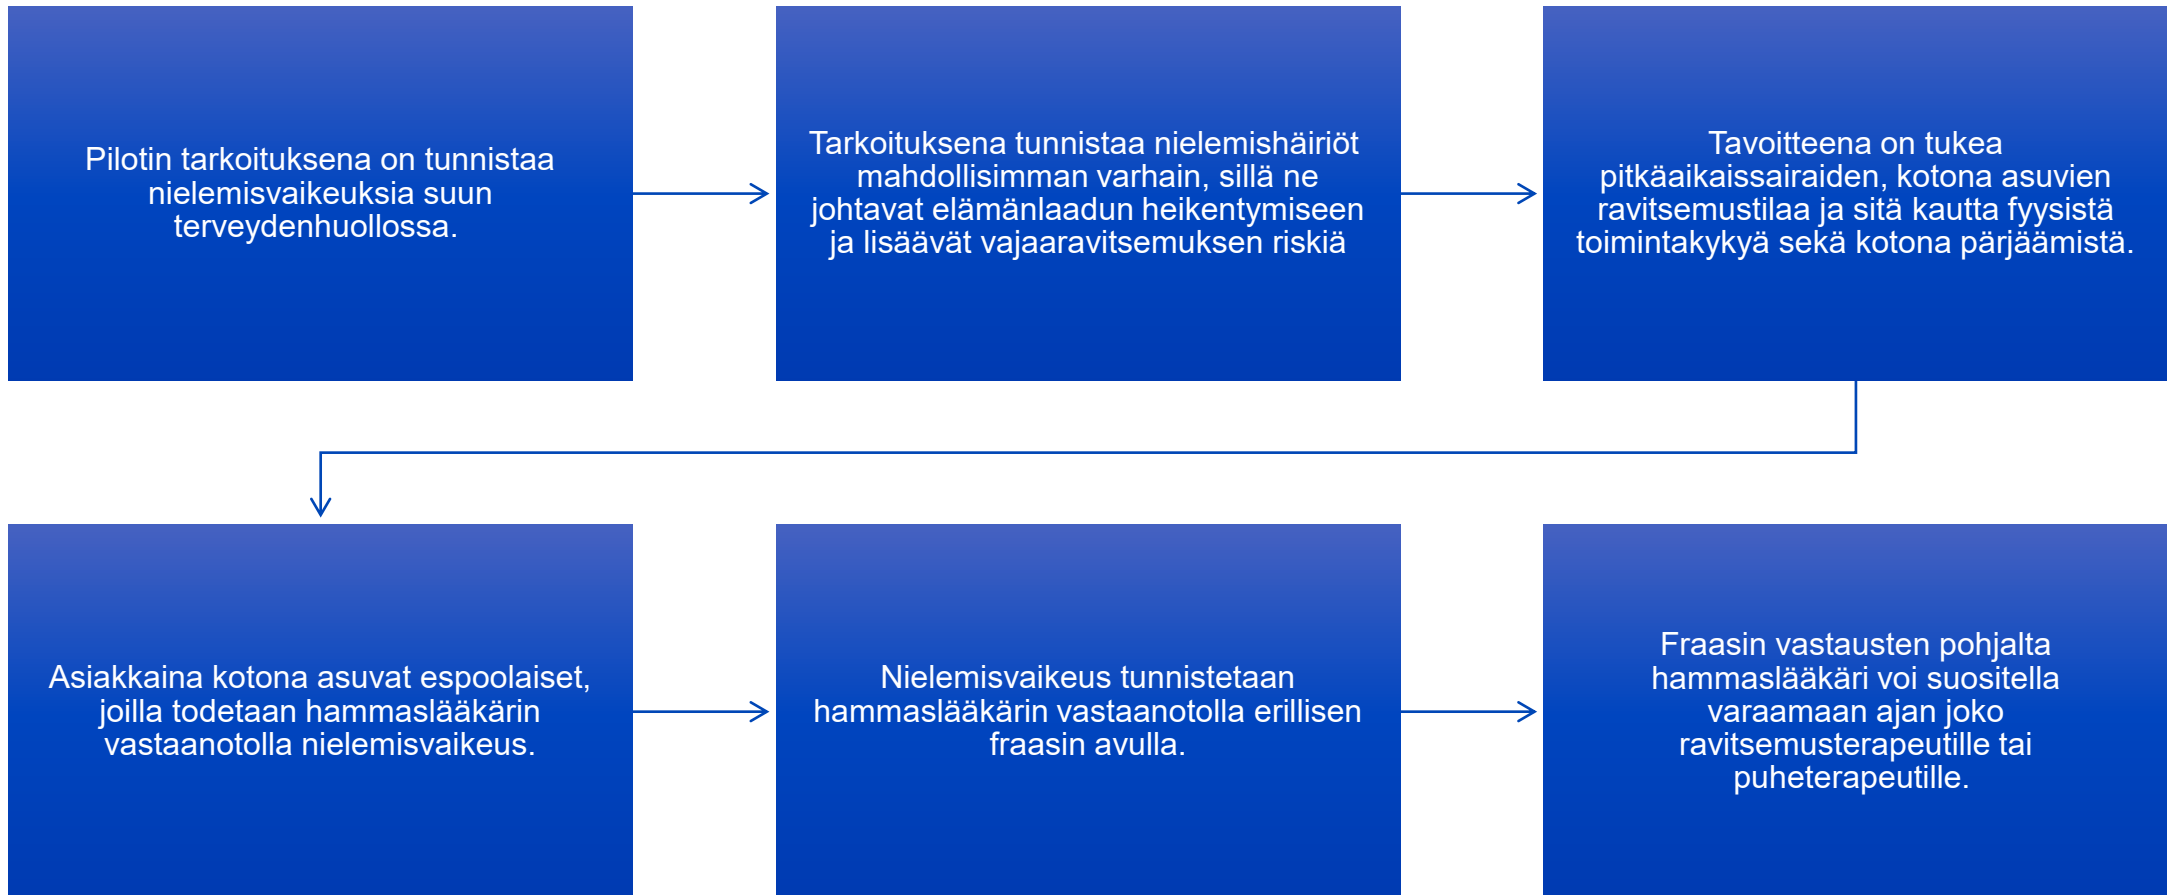 Pilotin tarkoituksena on tunnistaa
nielemisvaikeuksia suun
terveydenhuollossa.
Tarkoituksena tunnistaa nielemishäiriöt
mahdollisimman varhain, sillä ne
johtavat elämänlaadun heikentymiseen
ja lisäävät vajaaravitsemuksen riskiä
Tavoitteena on tukea
pitkäaikaissairaiden, kotona asuvien
ravitsemustilaa ja sitä kautta fyysistä
toimintakykyä sekä kotona pärjäämistä.
Asiakkaina kotona asuvat espoolaiset,
joilla todetaan hammaslääkärin
vastaanotolla nielemisvaikeus.
Nielemisvaikeus tunnistetaan
hammaslääkärin vastaanotolla erillisen
fraasin avulla.
Fraasin vastausten pohjalta
hammaslääkäri voi suositella
varaamaan ajan joko
ravitsemusterapeutille tai
puheterapeutille.